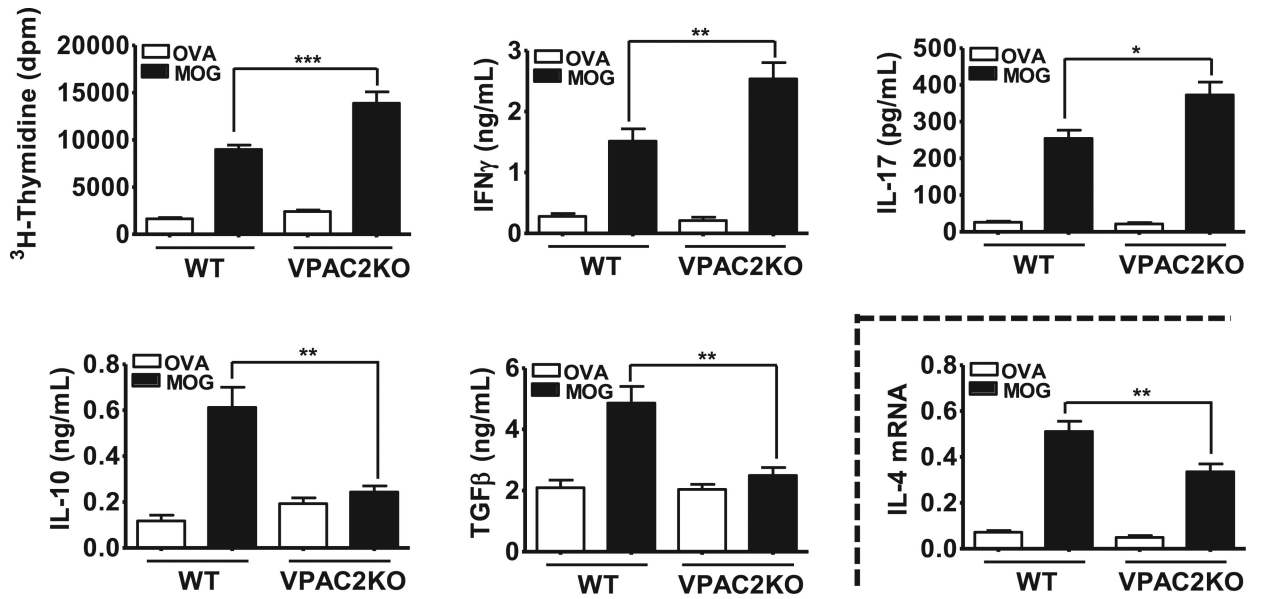 ³H-Thymidine (dpm)
20000
15000
10000
5000
0
OVA
MOG
***
WT
VPAC2KO
IFNγ (ng/mL)
3
2
1
0
OVA
MOG
**
WT
VPAC2KO
IL-17 (pg/mL)
500
400
300
200
100
0
OVA
MOG
*
WT
VPAC2KO
IL-10 (ng/mL)
0.8
0.6
0.4
0.2
0.0
OVA
MOG
**
WT
VPAC2KO
TGFβ (ng/mL)
6
4
2
0
OVA
MOG
**
WT
VPAC2KO
IL-4 mRNA
0.8
0.6
0.4
0.2
0.0
OVA
MOG
**
WT
VPAC2KO